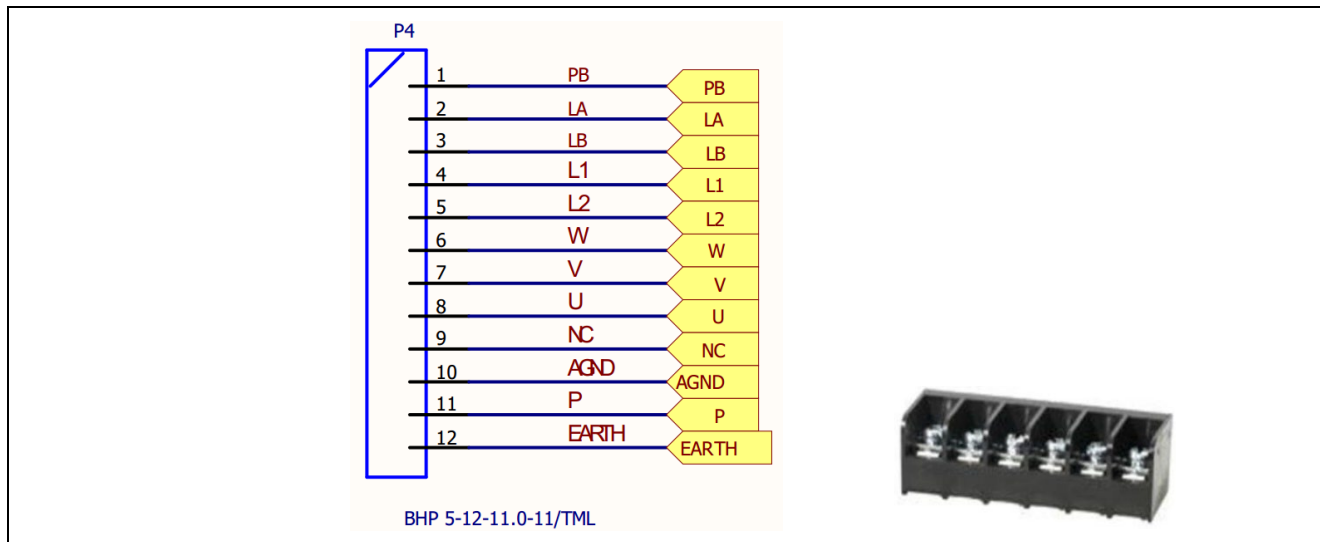 P4
1 PB PB
2 LA LA
3 LB LB
4 L1 L1
5 L2 L2
6 W W
7 V V
8 U U
9 NC NC
10 AGND AGND
11 P P
12 EARTH EARTH
BHP 5-12-11.0-11/TML